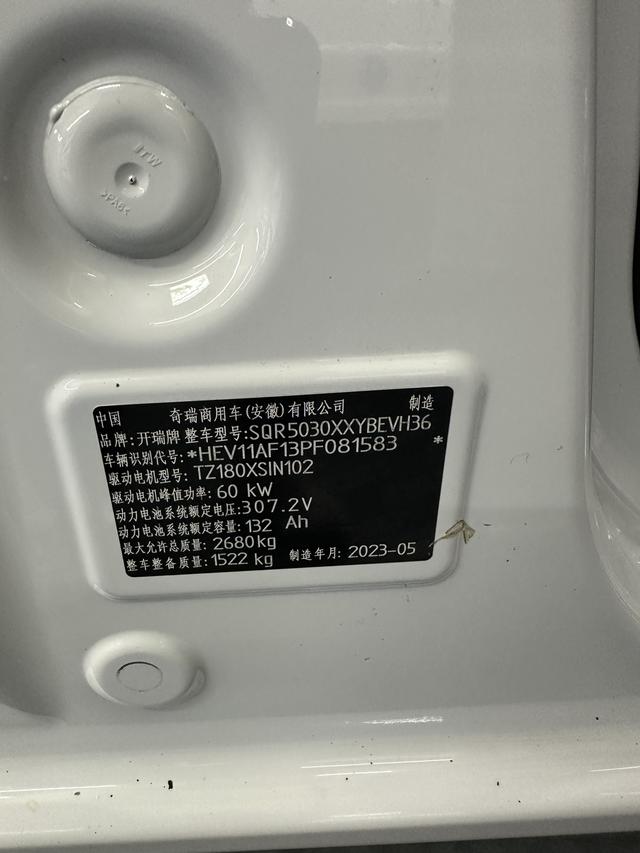 ITW
>PA6<
中国 奇瑞商用车(安徽)有限公司 制造
品牌:开瑞牌 整车型号:SQR5030XXYBEVH36
车辆识别代号:*HEV11AF13PF081583 *
驱动电机型号:TZ180XSIN102
驱动电机峰值功率:60 kW
动力电池系统额定电压:307.2V
动力电池系统额定容量:132 Ah
最大允许总质量:2680kg
整车整备质量:1522 kg 制造年月:2023-05